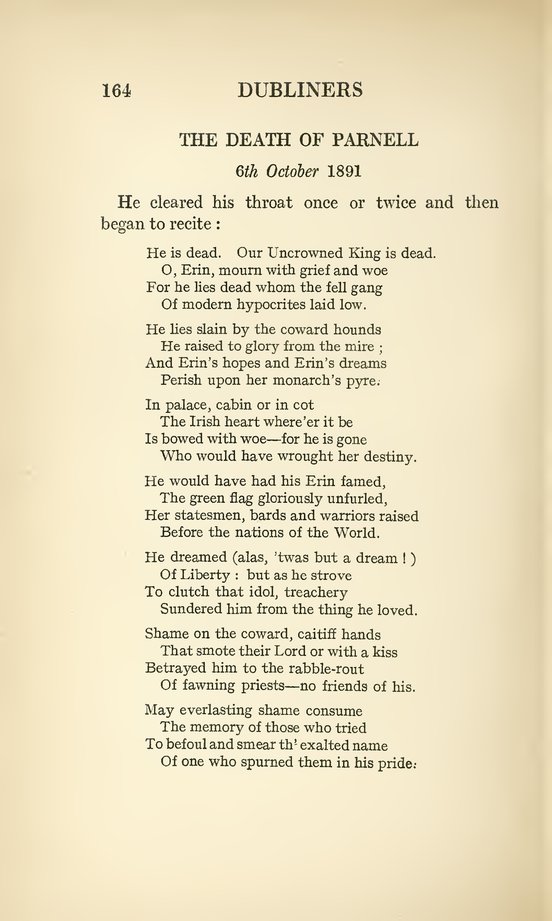 164 DUBLINERS
THE DEATH OF PARNELL
6th October 1891
He cleared his throat once or twice and then
began to recite :
He is dead. Our Uncrowned King is dead.
O, Erin, mourn with grief and woe
For he lies dead whom the fell gang
Of modern hypocrites laid low.
He lies slain by the coward hounds
He raised to glory from the mire ;
And Erin's hopes and Erin's dreams
Perish upon her monarch's pyre.
In palace, cabin or in cot
The Irish heart where'er it be
Is bowed with woe—for he is gone
Who would have wrought her destiny.
He would have had his Erin famed,
The green flag gloriously unfurled,
Her statesmen, bards and warriors raised
Before the nations of the World.
He dreamed (alas, 'twas but a dream ! )
Of Liberty : but as he strove
To clutch that idol, treachery
Sundered him from the thing he loved.
Shame on the coward, caitiff hands
That smote their Lord or with a kiss
Betrayed him to the rabble-rout
Of fawning priests—no friends of his.
May everlasting shame consume
The memory of those who tried
To befoul and smear th' exalted name
Of one who spurned them in his pride.